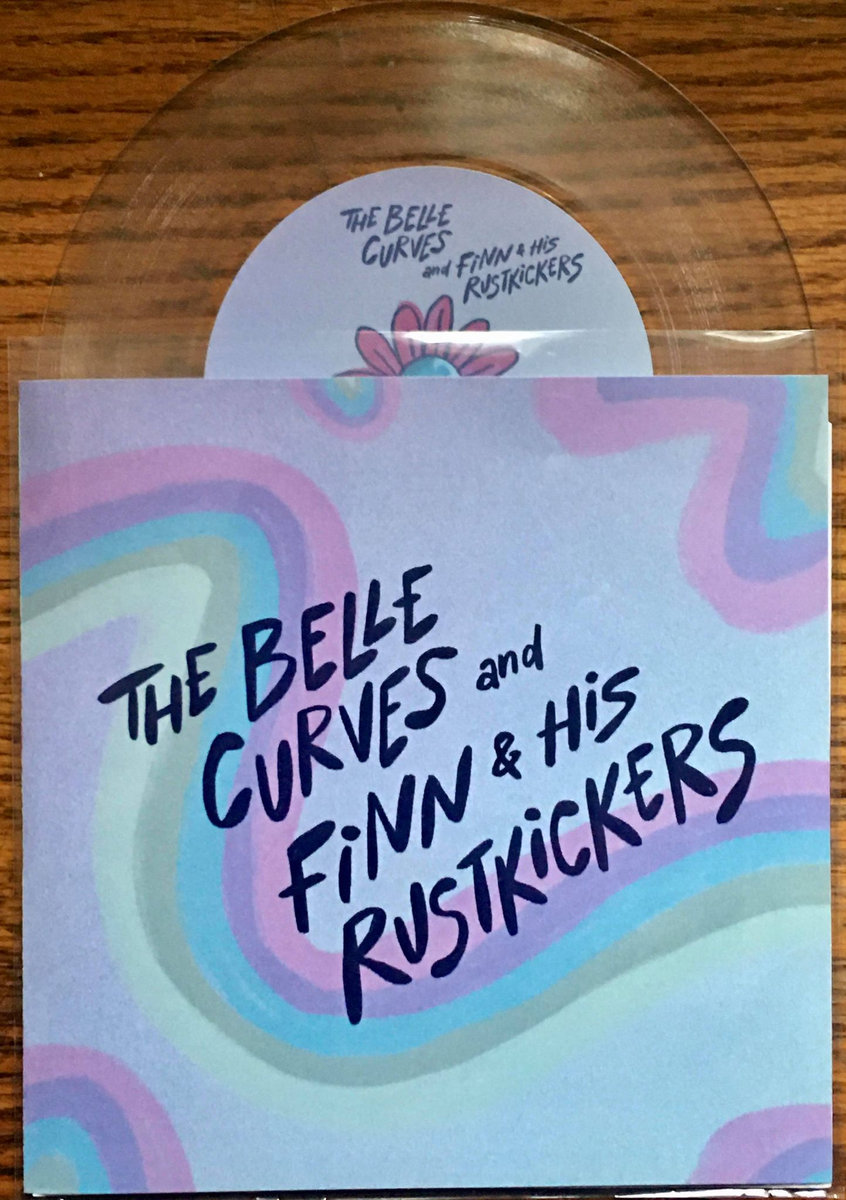 THE BELLE
CURVES
and FiNN & HiS
RUSTKICKERS
THE BELLE
CURVES and
FiNN & HiS
RUSTKiCKERS